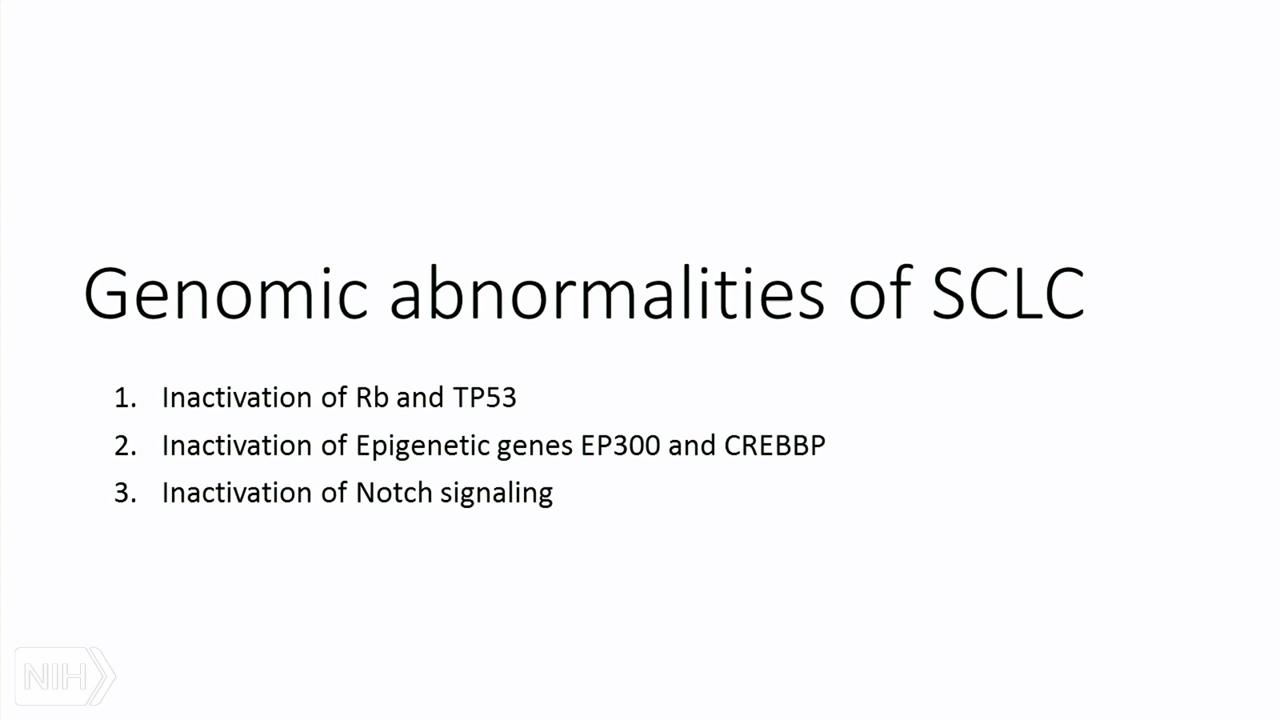 Genomic abnormalities of SCLC
1. Inactivation of Rb and TP53
2. Inactivation of Epigenetic genes EP300 and CREBBP
3. Inactivation of Notch signaling
NIH